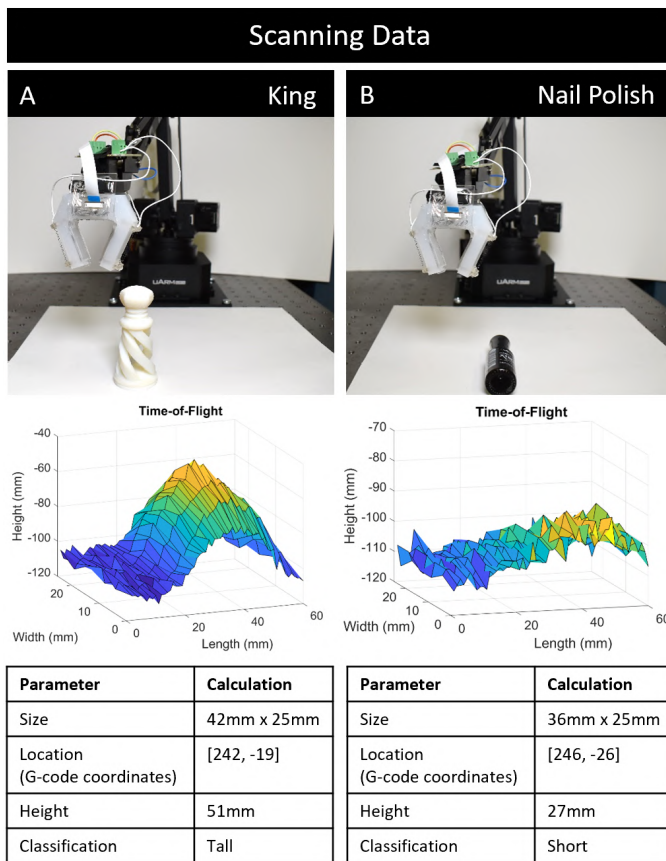 Scanning Data
A King
B Nail Polish
UARM
UARM
Time-of-Flight
-40
-60
-80
-100
-120
Height (mm)
20
10
0
Width (mm)
0
20
40
60
Length (mm)
Time-of-Flight
-70
-80
-90
-100
-110
-120
Height (mm)
20
10
0
Width (mm)
0
20
40
60
Length (mm)
Parameter Calculation
Size 42mm x 25mm
Location [242, -19]
(G-code coordinates)
Height 51mm
Classification Tall
Parameter Calculation
Size 36mm x 25mm
Location [246, -26]
(G-code coordinates)
Height 27mm
Classification Short